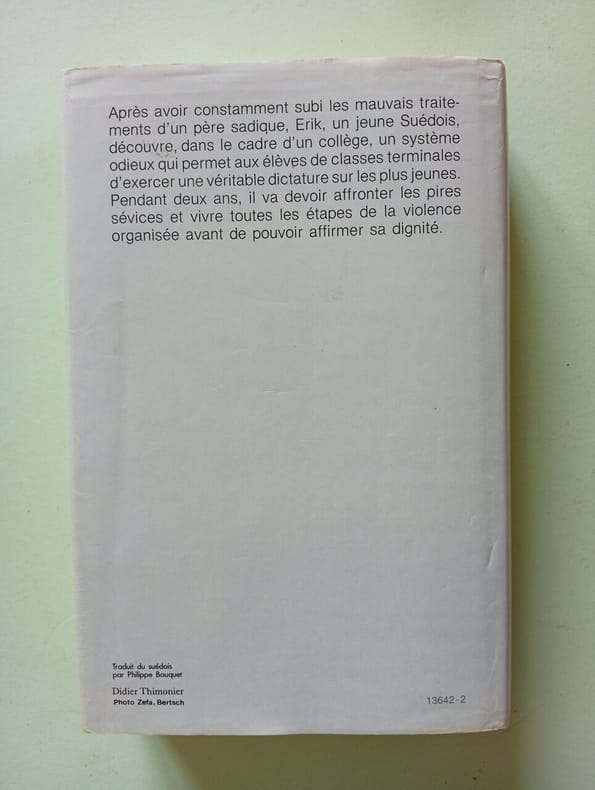 Après avoir constamment subi les mauvais traite-
ments d'un père sadique, Erik, un jeune Suédois,
découvre, dans le cadre d'un collège, un système
odieux qui permet aux élèves de classes terminales
d'exercer une véritable dictature sur les plus jeunes.
Pendant deux ans, il va devoir affronter les pires
sévices et vivre toutes les étapes de la violence
organisée avant de pouvoir affirmer sa dignité.
Traduit du suédois
par Philippe Bouquet
Didier Thimonier
Photo Zefa, Bertsch
13642-2